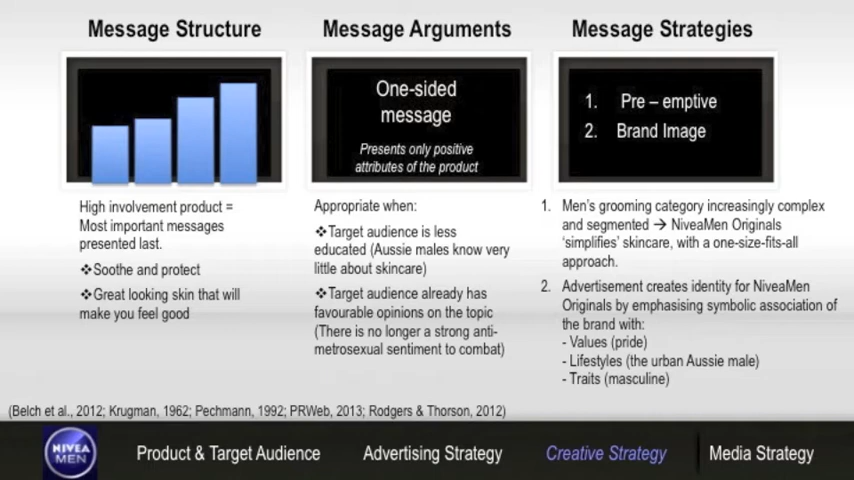 Message Structure
Message Arguments
Message Strategies
One-sided
message
Presents only positive
attributes of the product
1. Pre – emptive
2. Brand Image
High involvement product =
Most important messages
presented last.
❖Soothe and protect
❖Great looking skin that will
make you feel good
Appropriate when:
❖Target audience is less
educated (Aussie males know very
little about skincare)
❖Target audience already has
favourable opinions on the topic
(There is no longer a strong anti-
metrosexual sentiment to combat)
1. Men's grooming category increasingly complex
and segmented → NiveaMen Originals
'simplifies' skincare, with a one-size-fits-all
approach.
2. Advertisement creates identity for NiveaMen
Originals by emphasising symbolic association of
the brand with:
- Values (pride)
- Lifestyles (the urban Aussie male)
- Traits (masculine)
(Belch et al., 2012; Krugman, 1962; Pechmann, 1992; PRWeb, 2013; Rodgers & Thorson, 2012)
NIVEA
MEN
Product & Target Audience
Advertising Strategy
Creative Strategy
Media Strategy